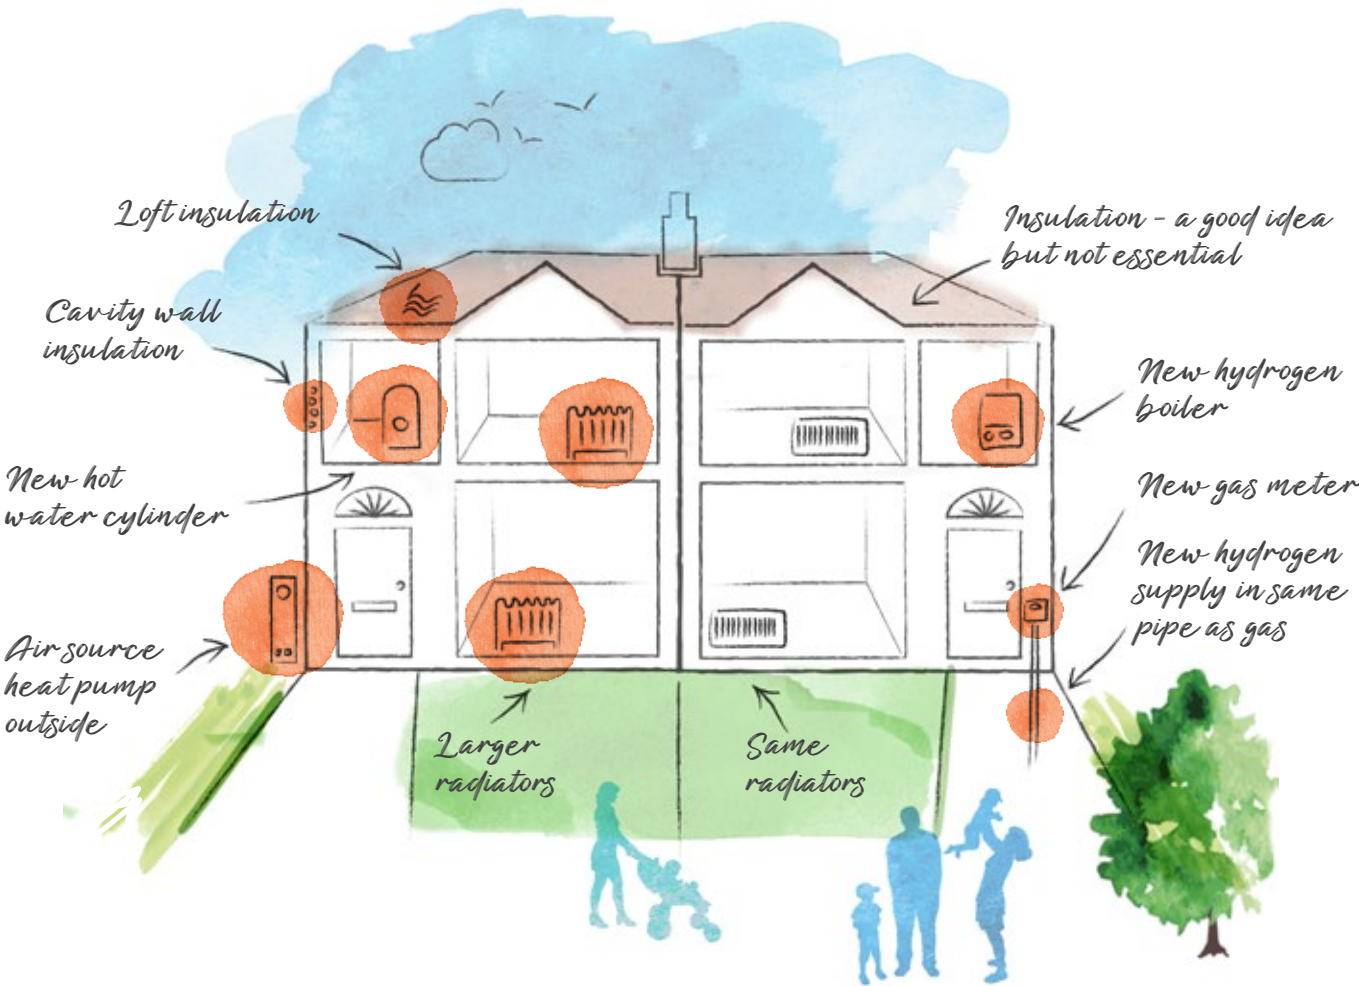 Loft insulation
Cavity wall
insulation
New hot
water cylinder
Air source
heat pump
outside
Larger
radiators
Same
radiators
Insulation - a good idea
but not essential
New hydrogen
boiler
New gas meter
New hydrogen
supply in same
pipe as gas